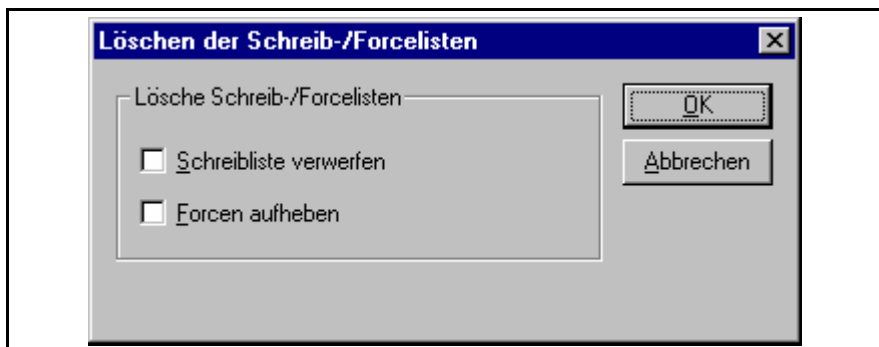 Löschen der Schreib-/Forcelisten
Lösche Schreib-/Forcelisten
OK
Schreibliste verwerfen
Abbrechen
Forcen aufheben